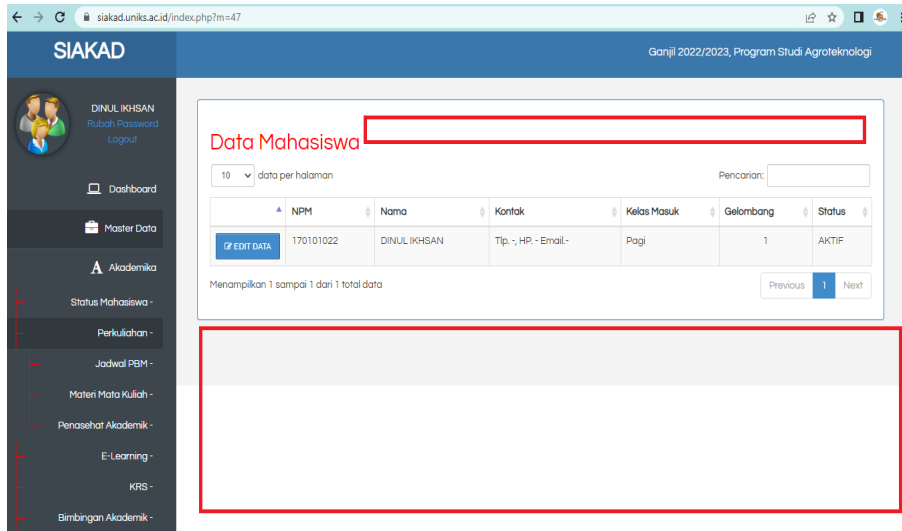 siakad.uniks.ac.id/index.php?m=47
SIAKAD
Ganjil 2022/2023, Program Studi Agroteknologi
DINUL IKHSAN
Rubah Password
Logout
Dashboard
Master Data
A Akademika
Status Mahasiswa -
Perkuliahan -
Jadwal PBM -
Materi Mata Kuliah -
Penasehat Akademik -
E-Learning -
KRS -
Bimbingan Akademik -
Data Mahasiswa
10 data per halaman
Pencarian:
NPM Nama Kontak Kelas Masuk Gelombang Status
EDIT DATA 170101022 DINUL IKHSAN Tlp. -, HP. - Email.- Pagi 1 AKTIF
Menampilkan 1 sampai 1 dari 1 total data
Previous 1 Next